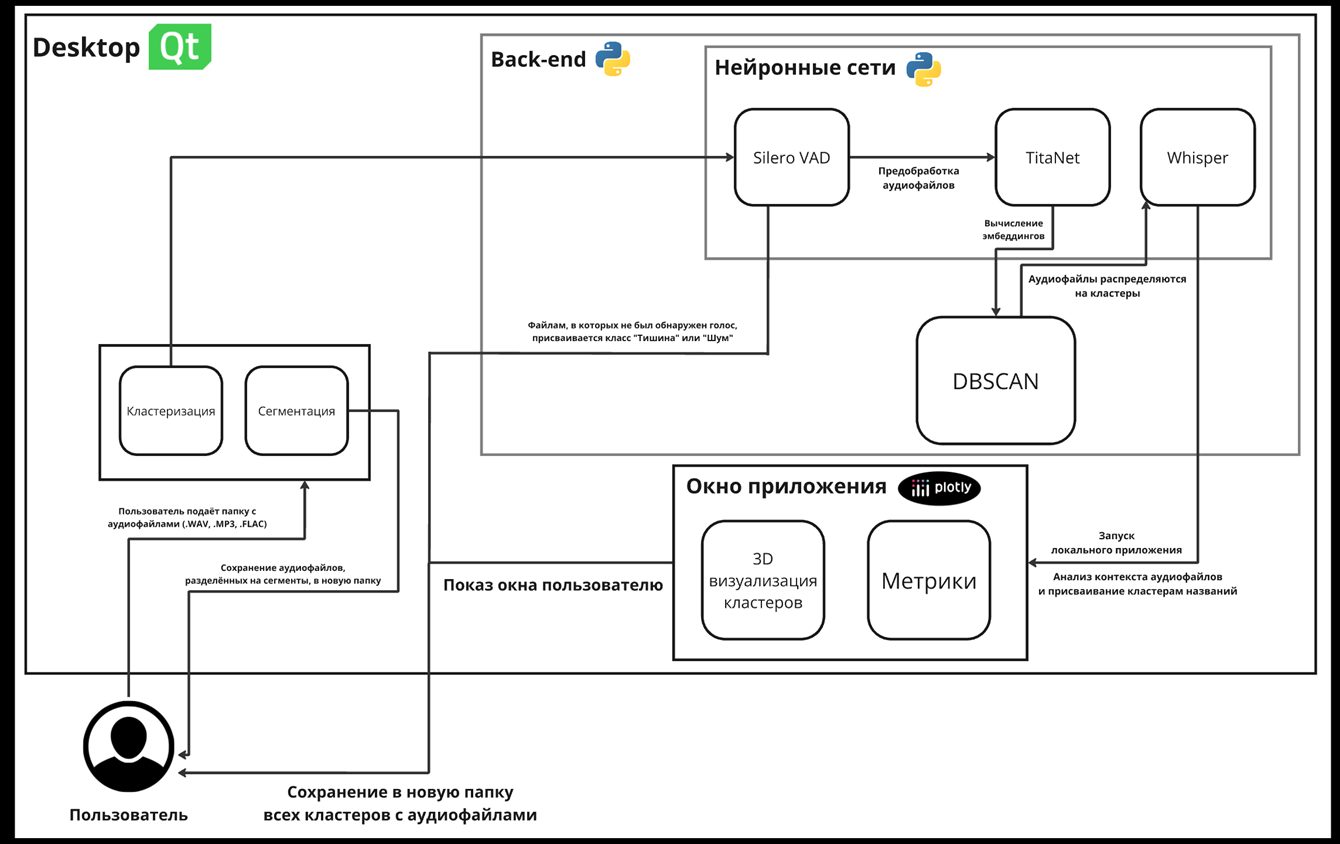 Desktop
Qt
Back-end
Нейронные сети
Silero VAD
Предобработка
аудиофайлов
TitaNet
Whisper
Вычисление
эмбеддингов
Аудиофайлы распределяются
на кластеры
DBSCAN
Файлам, в которых не был обнаружен голос,
присваивается класс "Тишина" или "Шум"
Кластеризация
Сегментация
Пользователь подаёт папку с
аудиофайлами (.WAV, .MP3, .FLAC)
Сохранение аудиофайлов,
разделённых на сегменты, в новую папку
Окно приложения
plotly
3D
визуализация
кластеров
Метрики
Показ окна пользователю
Запуск
локального приложения
Анализ контекста аудиофайлов
и присваивание кластерам названий
Пользователь
Сохранение в новую папку
всех кластеров с аудиофайлами